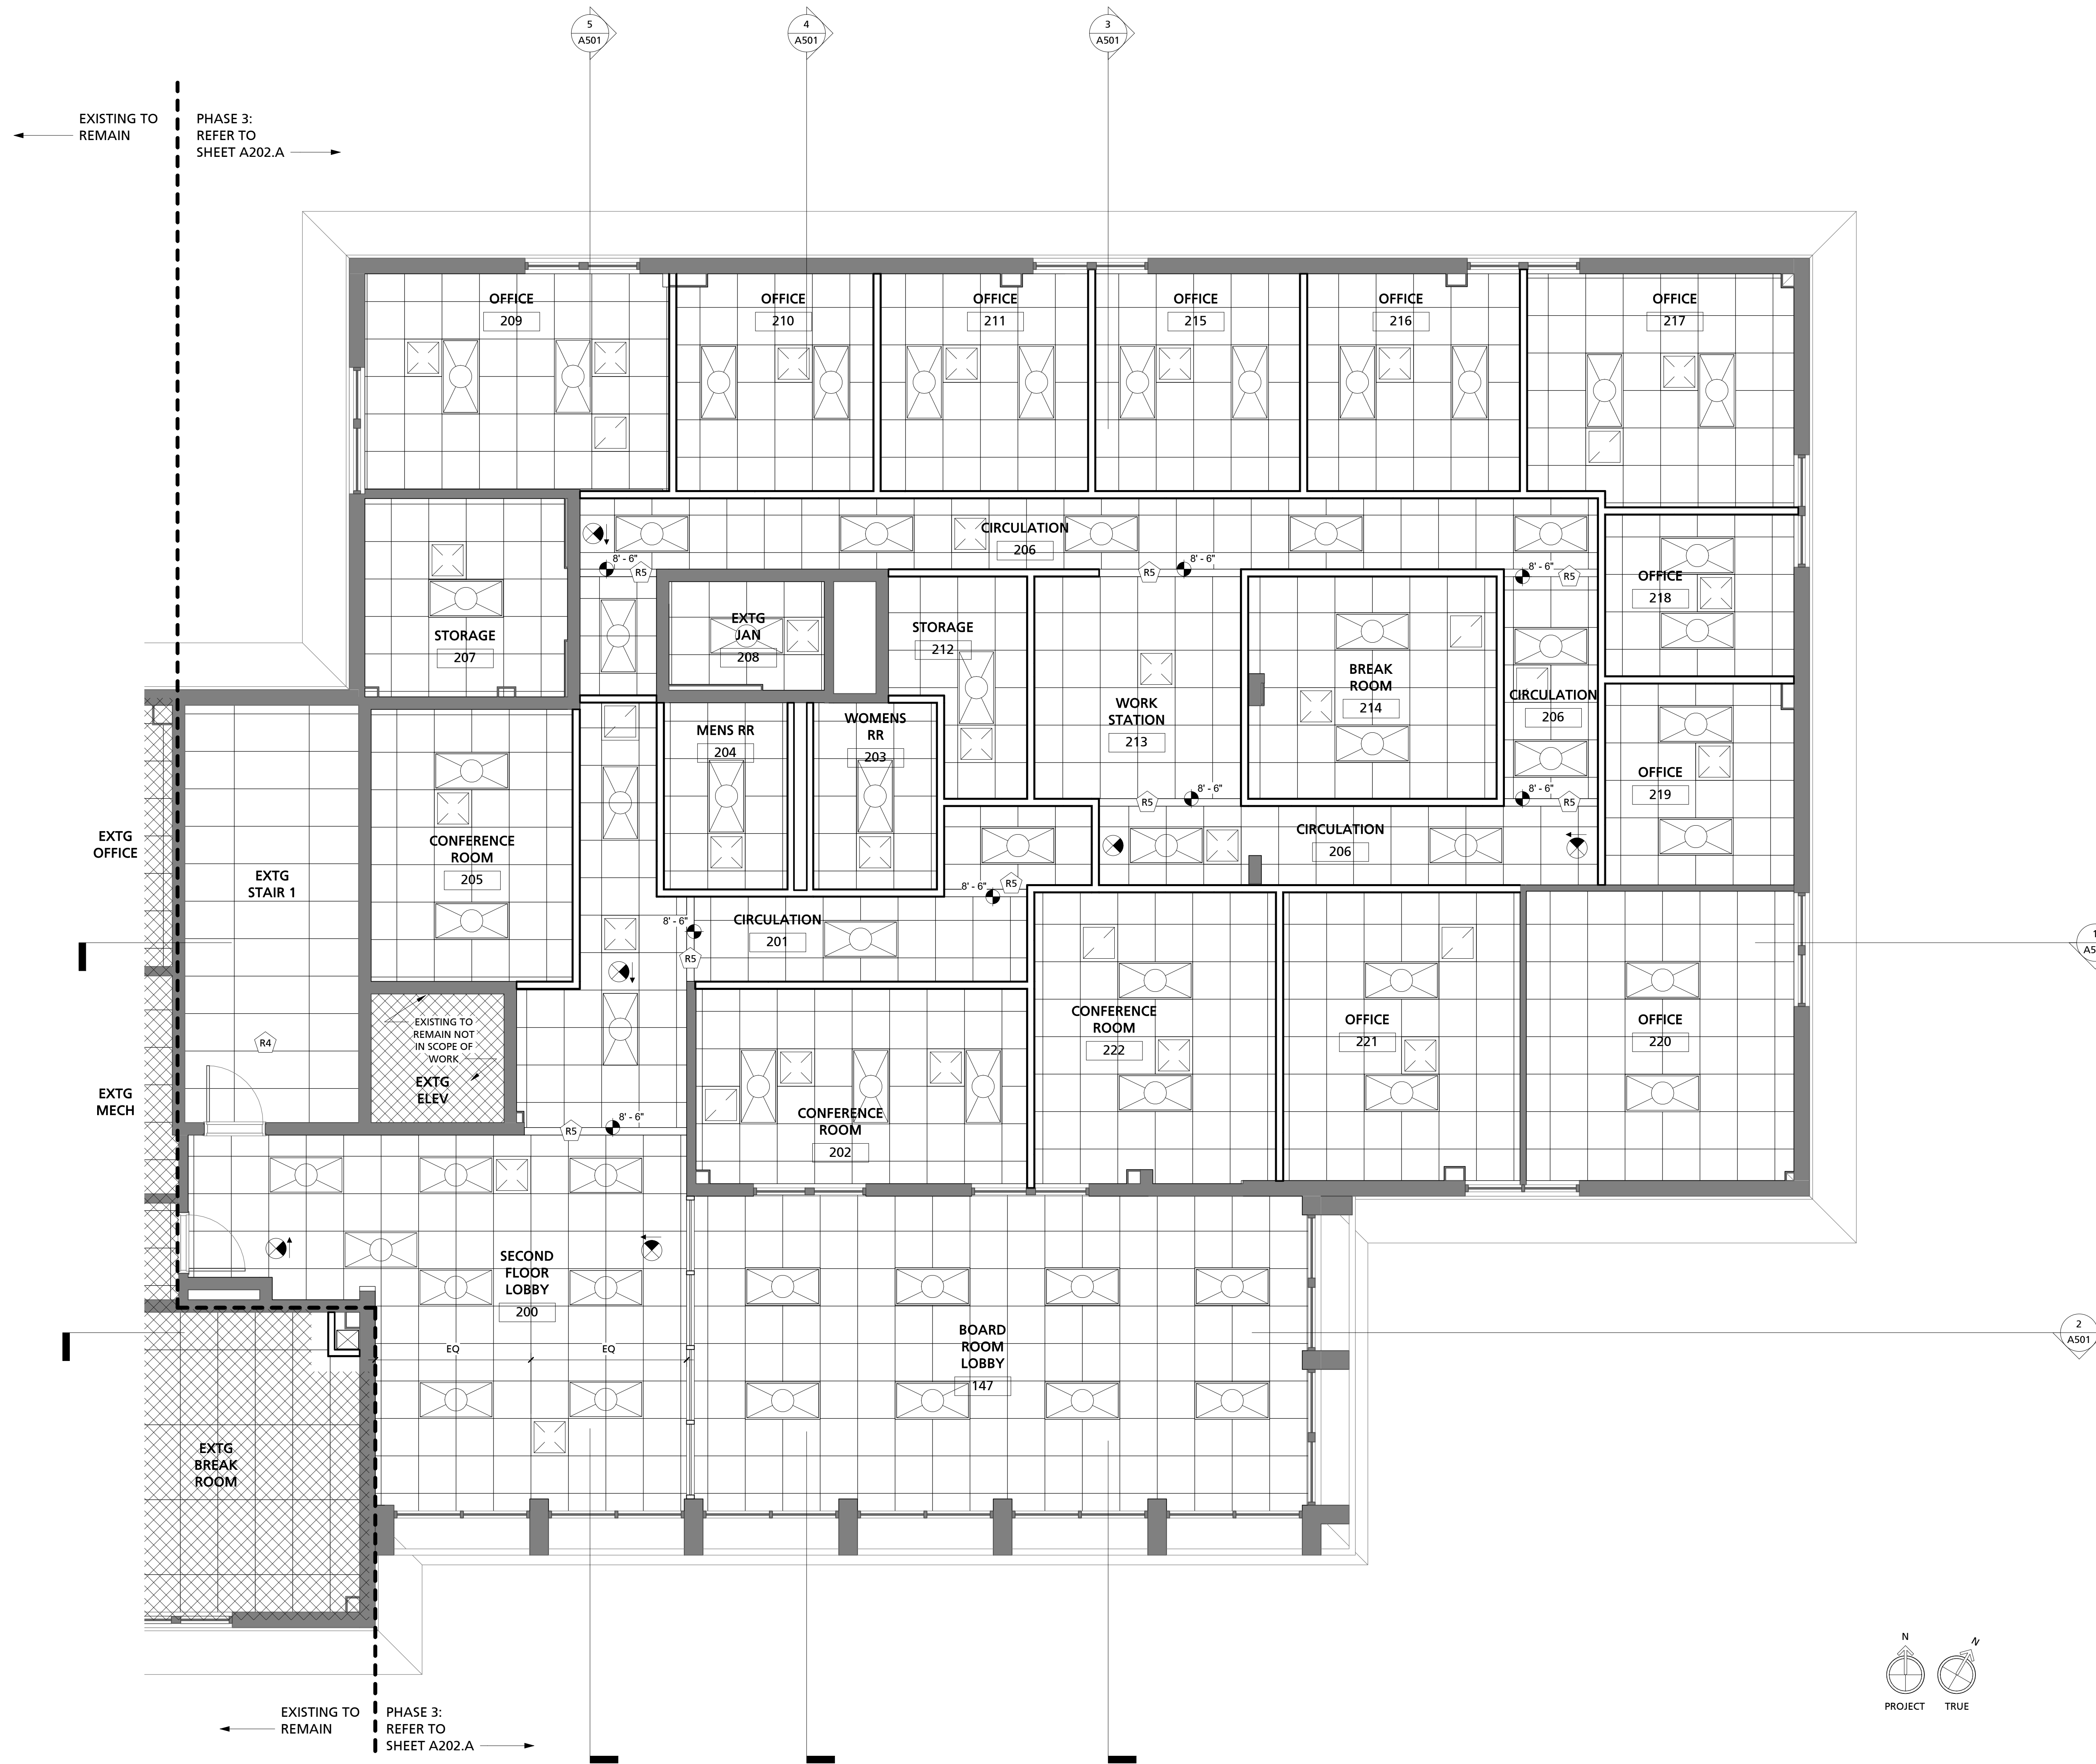 5
A501
4
A501
3
A501
EXISTING TO
REMAIN
PHASE 3:
REFER TO
SHEET A202.A
OFFICE
209
OFFICE
210
OFFICE
211
OFFICE
215
OFFICE
216
OFFICE
217
CIRCULATION
206
8' - 6"
R5
R5
8' - 6"
8' - 6"
R5
OFFICE
218
STORAGE
207
EXTG
JAN
208
STORAGE
212
WORK
STATION
213
BREAK
ROOM
214
CIRCULATION
206
MENS RR
204
WOMENS
RR
203
OFFICE
219
R5
8' - 6"
8' - 6"
R5
CIRCULATION
206
EXTG
OFFICE
EXTG
STAIR 1
CONFERENCE
ROOM
205
8' - 6"
R5
8' - 6"
R5
CIRCULATION
201
1
EXISTING TO
REMAIN NOT
IN SCOPE OF
WORK
EXTG
ELEV
R4
EXTG
MECH
CONFERENCE
ROOM
222
OFFICE
221
OFFICE
220
CONFERENCE
ROOM
202
R5
8' - 6"
SECOND
FLOOR
LOBBY
200
EQ
EQ
BOARD
ROOM
LOBBY
147
2
A501
EXTG
BREAK
ROOM
N
PROJECT
N
TRUE
EXISTING TO
REMAIN
PHASE 3:
REFER TO
SHEET A202.A